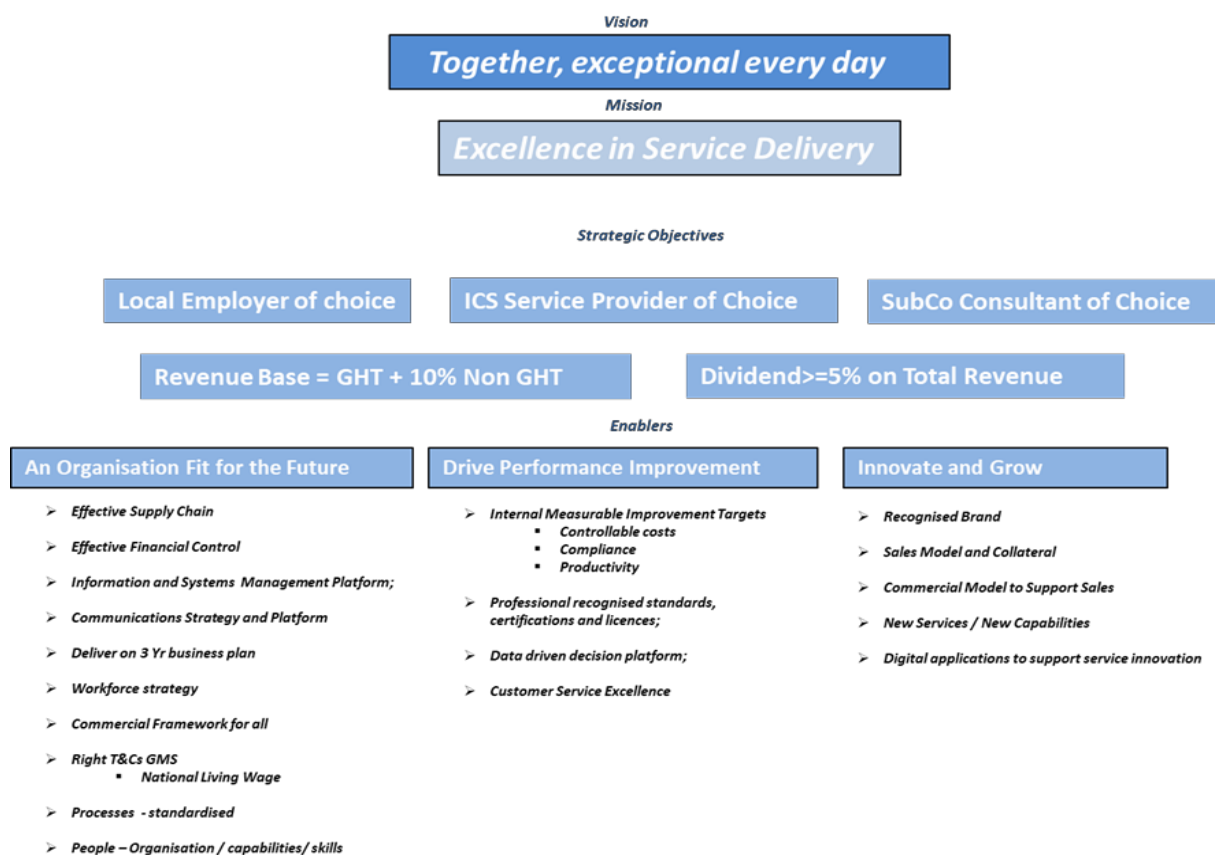 Vision
Together, exceptional every day
Mission
Excellence in Service Delivery
Strategic Objectives
Local Employer of choice
ICS Service Provider of Choice
SubCo Consultant of Choice
Revenue Base = GHT + 10% Non GHT
Dividend>=5% on Total Revenue
Enablers
An Organisation Fit for the Future
➢ Effective Supply Chain
➢ Effective Financial Control
➢ Information and Systems Management Platform;
➢ Communications Strategy and Platform
➢ Deliver on 3 Yr business plan
➢ Workforce strategy
➢ Commercial Framework for all
➢ Right T&Cs GMS
▪ National Living Wage
➢ Processes - standardised
➢ People – Organisation / capabilities/ skills
Drive Performance Improvement
➢ Internal Measurable Improvement Targets
▪ Controllable costs
▪ Compliance
▪ Productivity
➢ Professional recognised standards,
certifications and licences;
➢ Data driven decision platform;
➢ Customer Service Excellence
Innovate and Grow
➢ Recognised Brand
➢ Sales Model and Collateral
➢ Commercial Model to Support Sales
➢ New Services / New Capabilities
➢ Digital applications to support service innovation